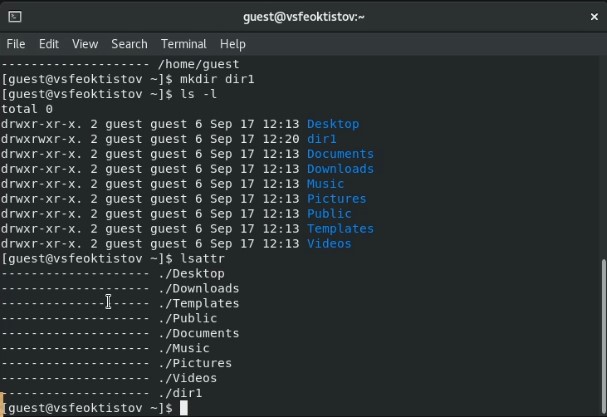 guest@vsfeoktistov:~
File Edit View Search Terminal Help
-------------------- /home/guest
[guest@vsfeoktistov ~]$ mkdir dir1
[guest@vsfeoktistov ~]$ ls -l
total 0
drwxr-xr-x. 2 guest guest 6 Sep 17 12:13 Desktop
drwxrwxr-x. 2 guest guest 6 Sep 17 12:20 dir1
drwxr-xr-x. 2 guest guest 6 Sep 17 12:13 Documents
drwxr-xr-x. 2 guest guest 6 Sep 17 12:13 Downloads
drwxr-xr-x. 2 guest guest 6 Sep 17 12:13 Music
drwxr-xr-x. 2 guest guest 6 Sep 17 12:13 Pictures
drwxr-xr-x. 2 guest guest 6 Sep 17 12:13 Public
drwxr-xr-x. 2 guest guest 6 Sep 17 12:13 Templates
drwxr-xr-x. 2 guest guest 6 Sep 17 12:13 Videos
[guest@vsfeoktistov ~]$ lsattr
-------------------- ./Desktop
-------------------- ./Downloads
-------------------- ./Templates
-------------------- ./Public
-------------------- ./Documents
-------------------- ./Music
-------------------- ./Pictures
-------------------- ./Videos
-------------------- ./dir1
[guest@vsfeoktistov ~]$